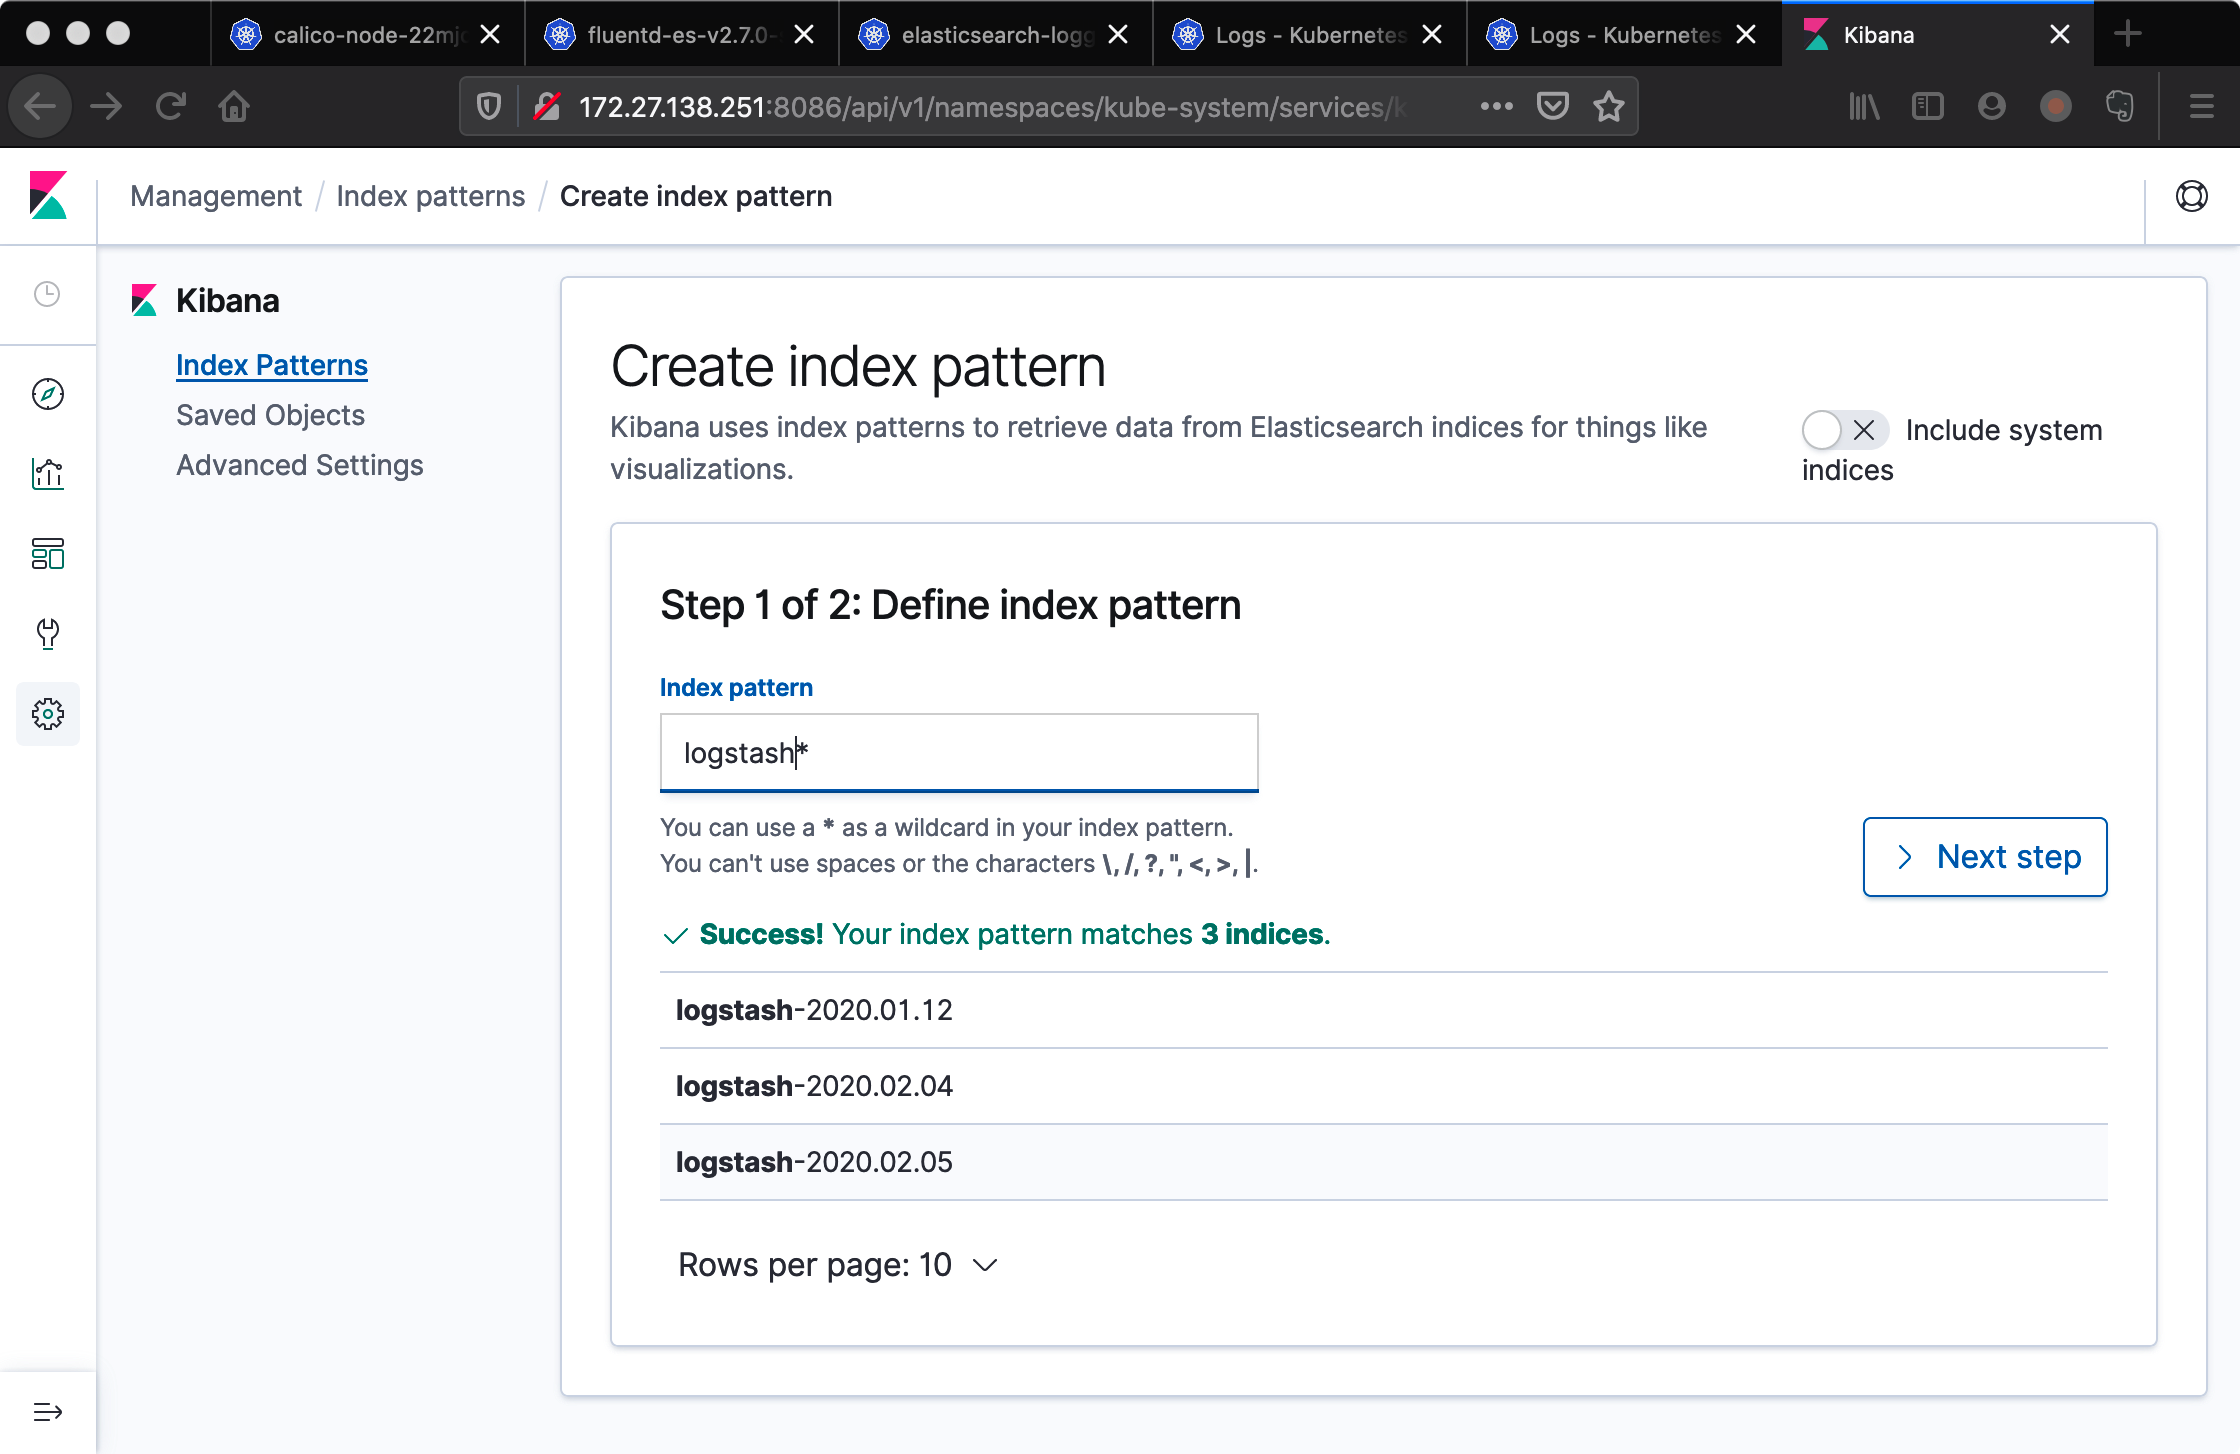 calico-node-22mj
fluentd-es-v2.7.0-
elasticsearch-logg
Logs - Kubernetes
Logs - Kubernetes
Kibana
172.27.138.251:8086/api/v1/namespaces/kube-system/services/k
Management / Index patterns / Create index pattern
Kibana
Index Patterns
Saved Objects
Advanced Settings
Create index pattern
Kibana uses index patterns to retrieve data from Elasticsearch indices for things like
visualizations.
Include system
indices
Step 1 of 2: Define index pattern
Index pattern
logstash*
You can use a * as a wildcard in your index pattern.
You can't use spaces or the characters \, /, ?, ", <, >, |.
Next step
Success! Your index pattern matches 3 indices.
logstash-2020.01.12
logstash-2020.02.04
logstash-2020.02.05
Rows per page: 10